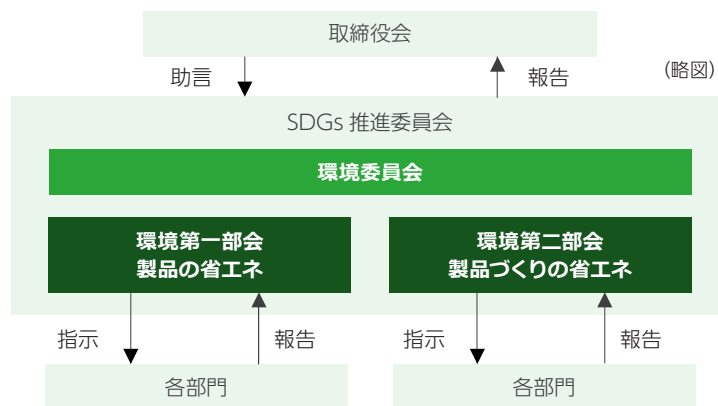 取締役会
助言
報告
(略図)
SDGs 推進委員会
環境委員会
環境第一部会
製品の省エネ
環境第二部会
製品づくりの省エネ
指示
報告
指示
報告
各部門
各部門